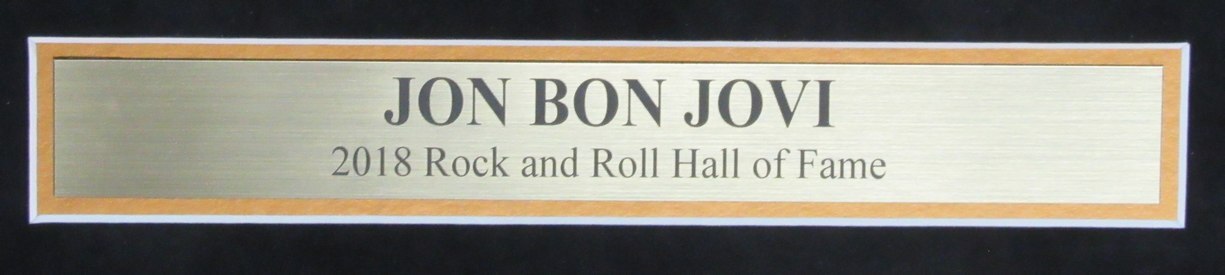 JON BON JOVI
2018 Rock and Roll Hall of Fame